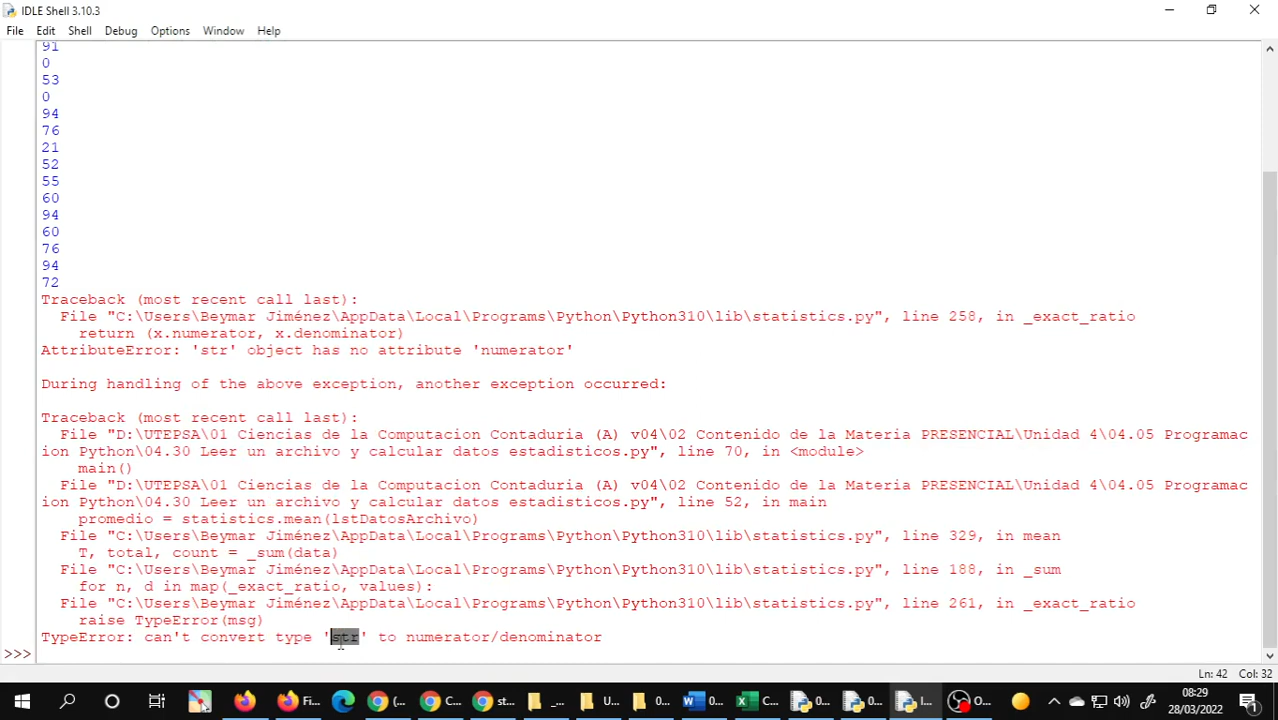 IDLE Shell 3.10.3
File Edit Shell Debug Options Window Help
91
0
53
0
94
76
21
52
55
60
94
60
76
94
72
Traceback (most recent call last):
File "C:\Users\Beymar Jiménez\AppData\Local\Programs\Python\Python310\lib\statistics.py", line 258, in _exact_ratio
return (x.numerator, x.denominator)
AttributeError: 'str' object has no attribute 'numerator'
During handling of the above exception, another exception occurred:
Traceback (most recent call last):
File "D:\UTEPSA\01 Ciencias de la Computacion Contaduria (A) v04\02 Contenido de la Materia PRESENCIAL\Unidad 4\04.05 Programac
ion Python\04.30 Leer un archivo y calcular datos estadisticos.py", line 70, in <module>
main()
File "D:\UTEPSA\01 Ciencias de la Computacion Contaduria (A) v04\02 Contenido de la Materia PRESENCIAL\Unidad 4\04.05 Programac
ion Python\04.30 Leer un archivo y calcular datos estadisticos.py", line 52, in main
promedio = statistics.mean(lstDatosArchivo)
File "C:\Users\Beymar Jiménez\AppData\Local\Programs\Python\Python310\lib\statistics.py", line 329, in mean
T, total, count = _sum(data)
File "C:\Users\Beymar Jiménez\AppData\Local\Programs\Python\Python310\lib\statistics.py", line 188, in _sum
for n, d in map(_exact_ratio, values):
File "C:\Users\Beymar Jiménez\AppData\Local\Programs\Python\Python310\lib\statistics.py", line 261, in _exact_ratio
raise TypeError(msg)
TypeError: can't convert type 'str' to numerator/denominator
>>>
Ln: 42 Col: 32
Fi... (... C... st... _... U... 0... 0... C... 0... 0... I... O... 08:29
28/03/2022